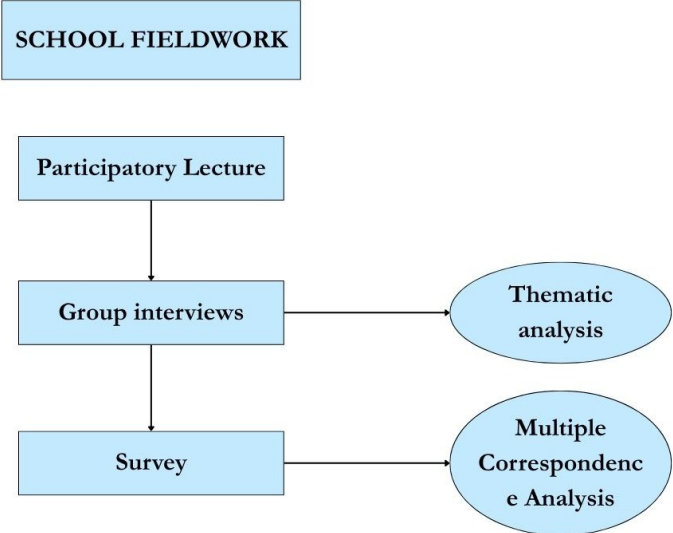 SCHOOL FIELDWORK
Participatory Lecture
Group interviews
Thematic
analysis
Survey
Multiple
Correspondenc
e Analysis